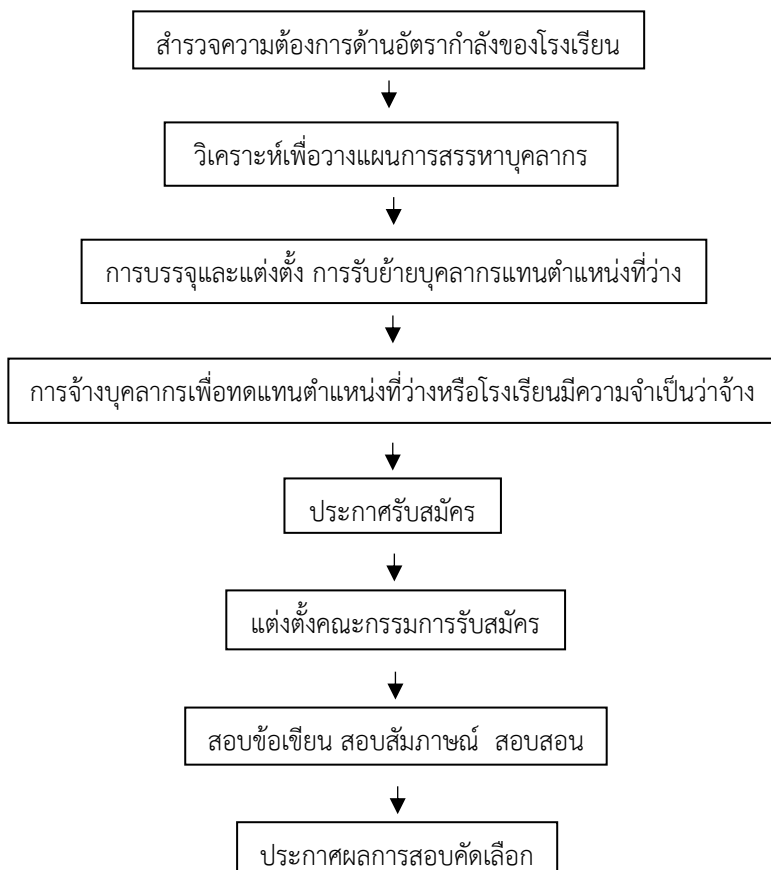 สำรวจความต้องการด้านอัตรากำลังของโรงเรียน
วิเคราะห์เพื่อวางแผนการสรรหาบุคลากร
การบรรจุและแต่งตั้ง การรับย้ายบุคลากรแทนตำแหน่งที่ว่าง
การจ้างบุคลากรเพื่อทดแทนตำแหน่งที่ว่างหรือโรงเรียนมีความจำเป็นว่าจ้าง
ประกาศรับสมัคร
แต่งตั้งคณะกรรมการรับสมัคร
สอบข้อเขียน สอบสัมภาษณ์ สอบสอน
ประกาศผลการสอบคัดเลือก